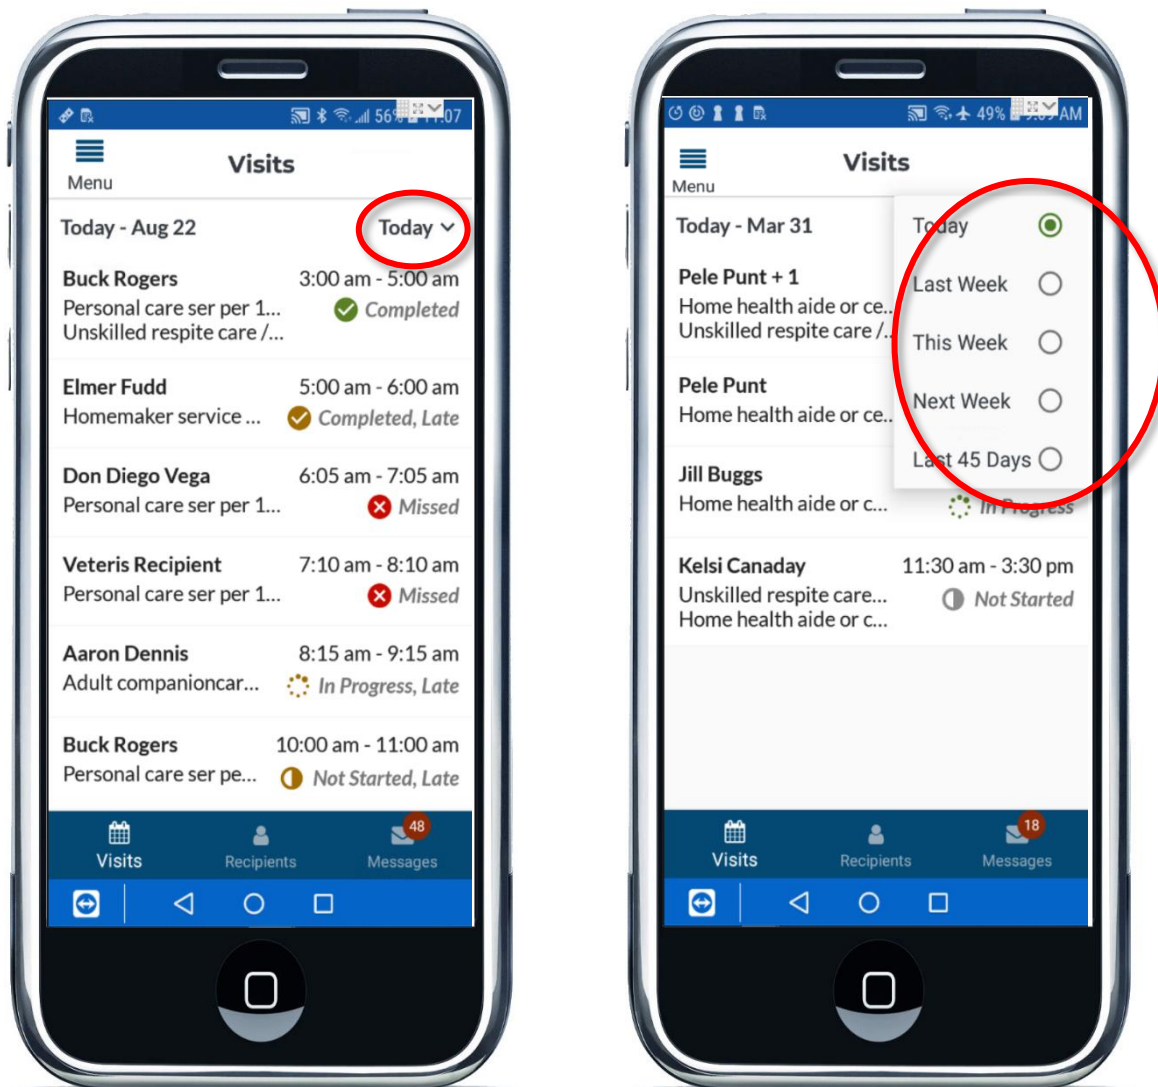 56%
11:07
Menu
Visits
Today - Aug 22
Today
Buck Rogers
3:00 am - 5:00 am
Personal care ser per 1...
Completed
Unskilled respite care /...
Elmer Fudd
5:00 am - 6:00 am
Homemaker service ...
Completed, Late
Don Diego Vega
6:05 am - 7:05 am
Personal care ser per 1...
Missed
Veteris Recipient
7:10 am - 8:10 am
Personal care ser per 1...
Missed
Aaron Dennis
8:15 am - 9:15 am
Adult companioncar...
In Progress, Late
Buck Rogers
10:00 am - 11:00 am
Personal care ser pe...
Not Started, Late
48
Visits
Recipients
Messages
49%
AM
Menu
Visits
Today - Mar 31
Today
Last Week
This Week
Next Week
Last 45 Days
Pele Punt + 1
Home health aide or ce..
Unskilled respite care /..
Pele Punt
Home health aide or ce..
Jill Buggs
Home health aide or c...
In Progress
Kelsi Canaday
11:30 am - 3:30 pm
Unskilled respite care...
Not Started
Home health aide or c...
18
Visits
Recipients
Messages